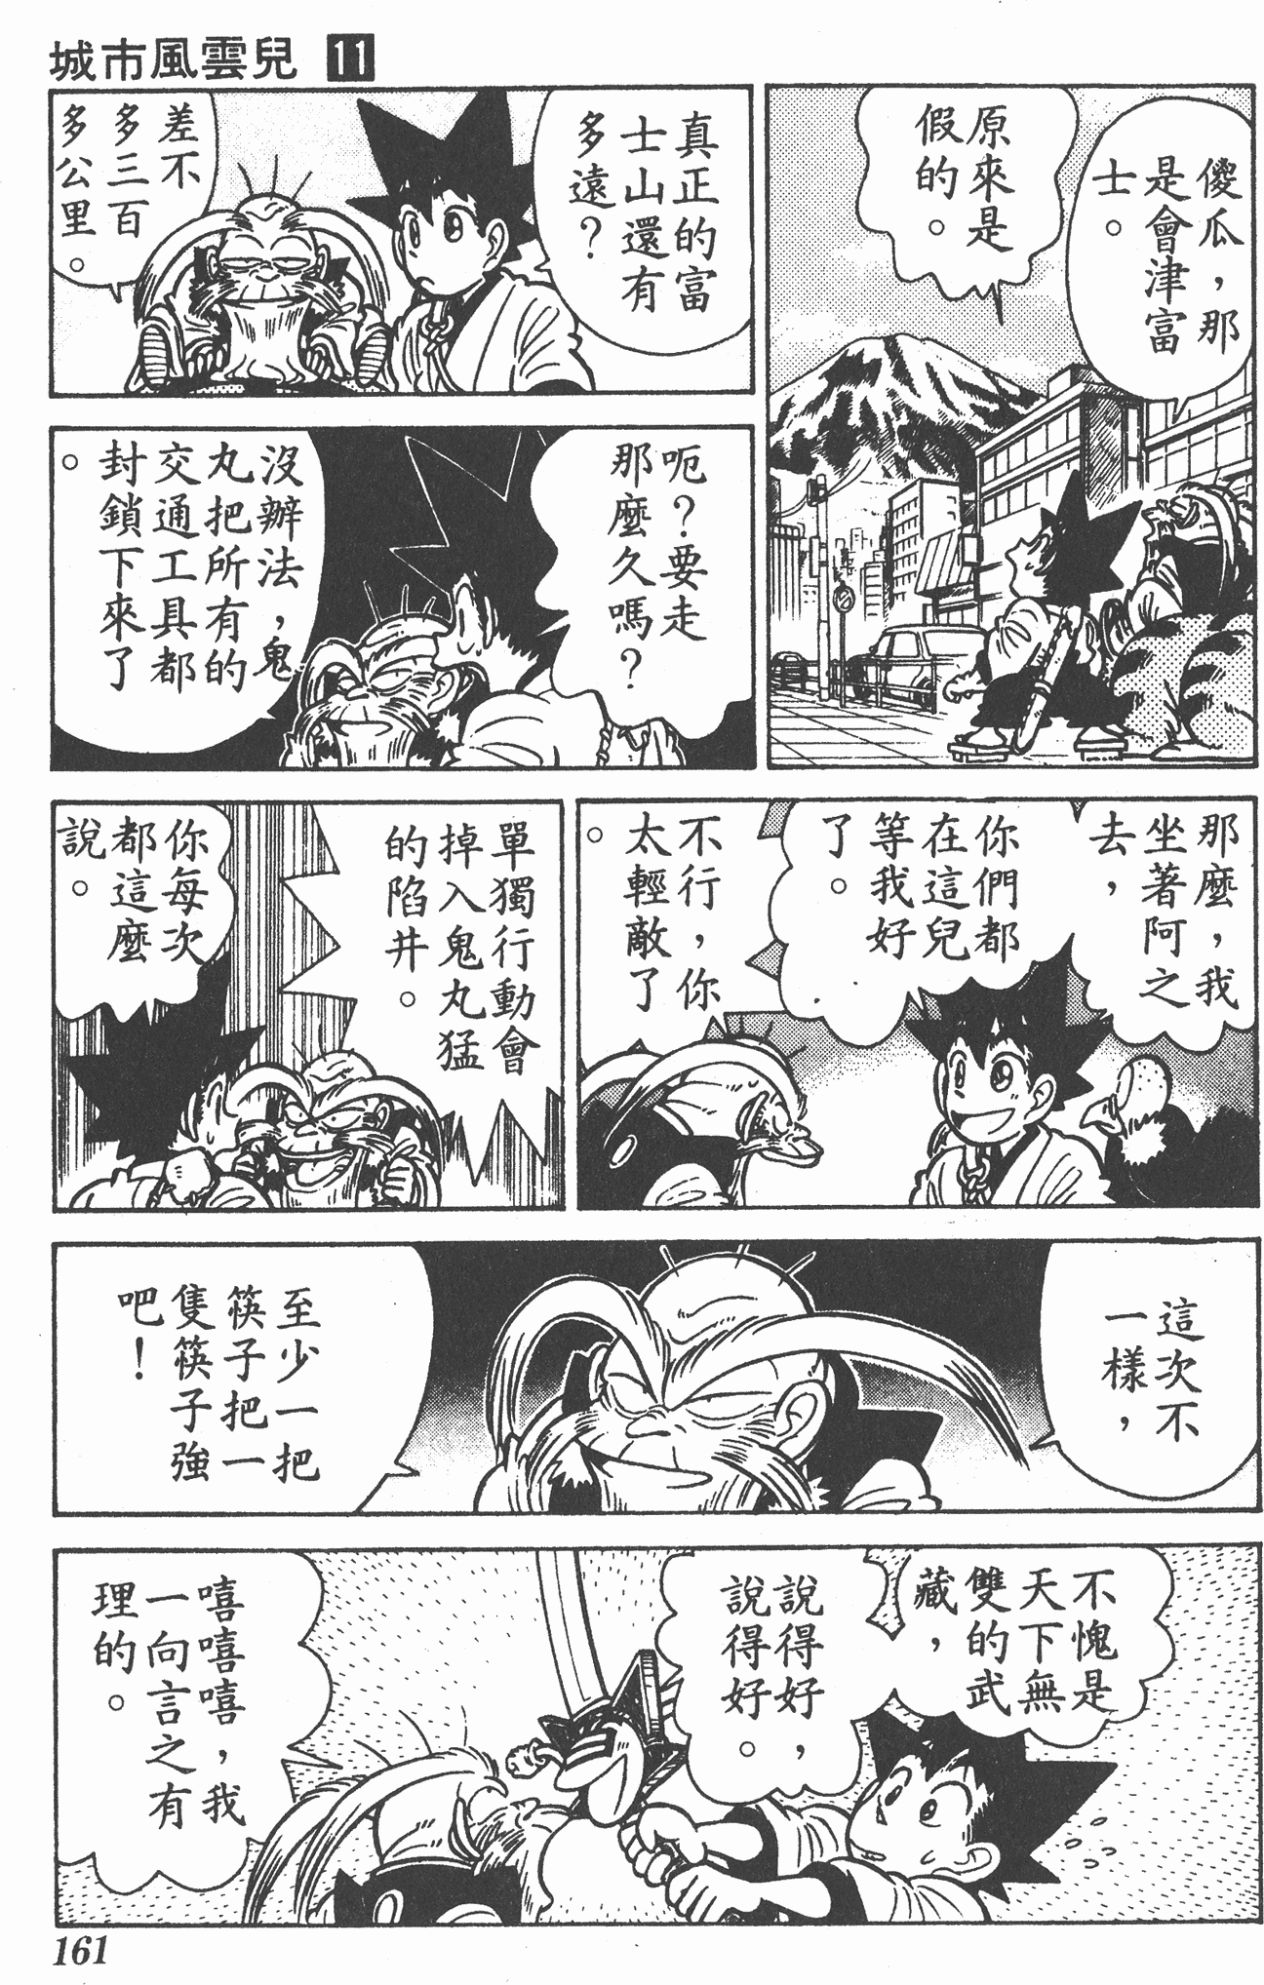 城市風雲兒 11
傻瓜，那
是會津富
士。
原來是
假的。
真正的富
士山還有
多遠？
差不
多三百
多公里。
呃？要走
那麼久嗎？
沒辦法，鬼
丸把所有的
交通工具都
封鎖下來了
。
那麼，我
坐著阿之
去，
你們都
在這兒
等我好
了。
不行，你
太輕敵了
。
單獨行動會
掉入鬼丸猛
的陷井。
你每次
都這麼
說。
這次不
一樣，
至少一把
筷子把一
隻筷子強
吧！
不愧是
天下無
雙的武
藏，
說得好，
說得好。
嘻嘻嘻，我
一向言之有
理的。
161